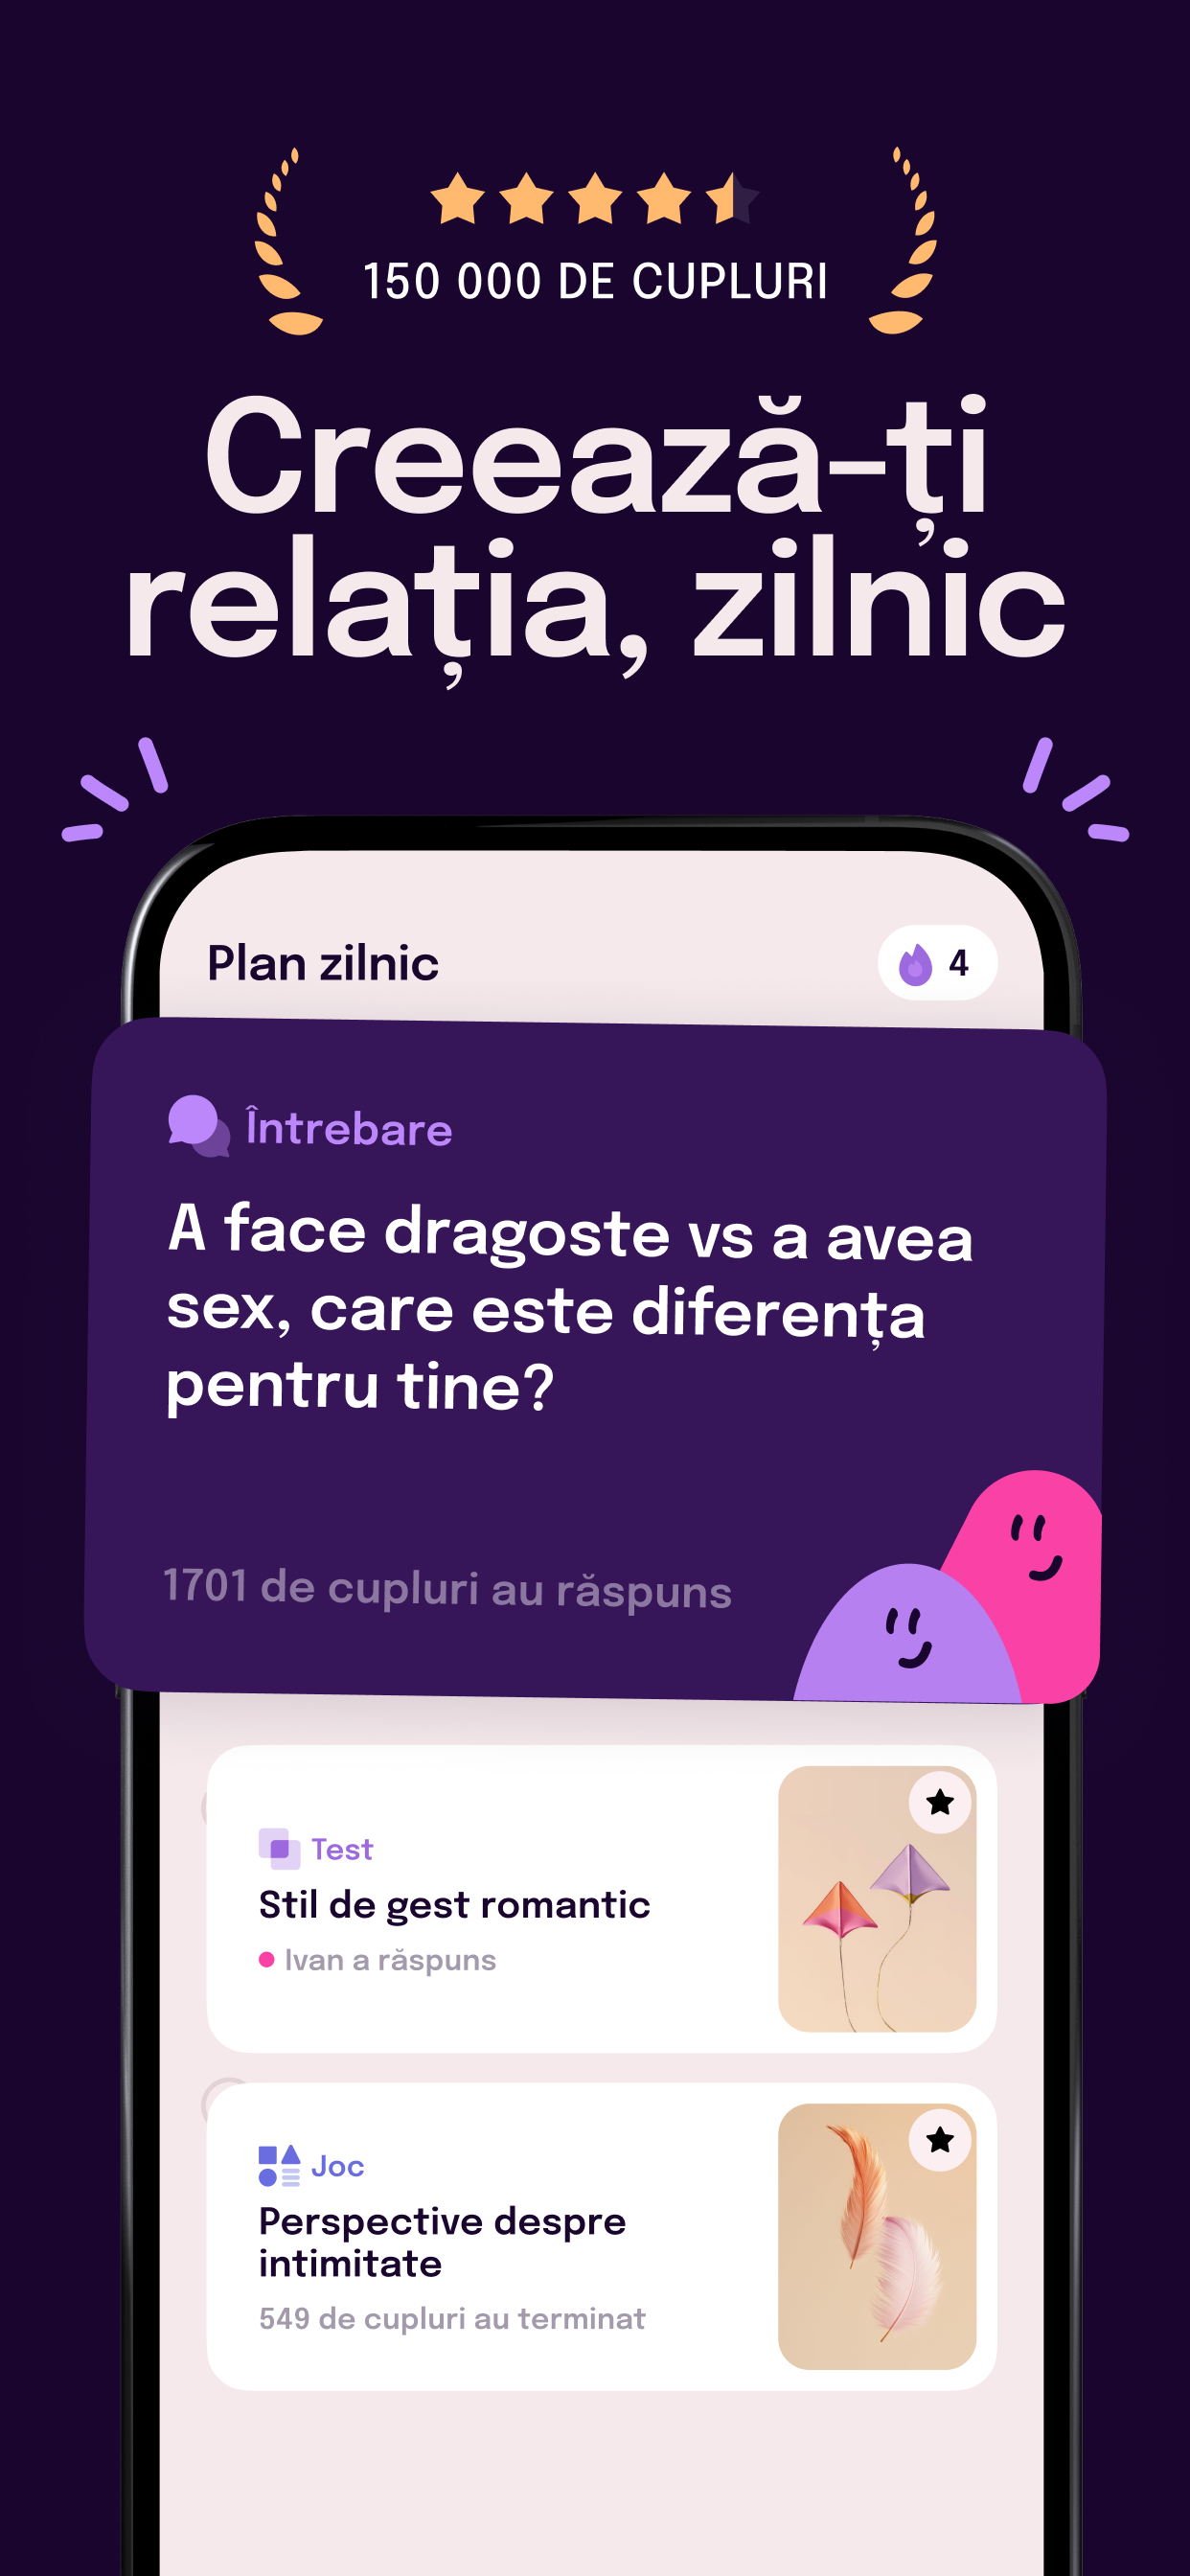 150 000 DE CUPLURI
Creează-ți
relația, zilnic
Plan zilnic
4
Întrebare
A face dragoste vs a avea
sex, care este diferența
pentru tine?
1701 de cupluri au răspuns
Test
Stil de gest romantic
Ivan a răspuns
Joc
Perspective despre
intimitate
549 de cupluri au terminat